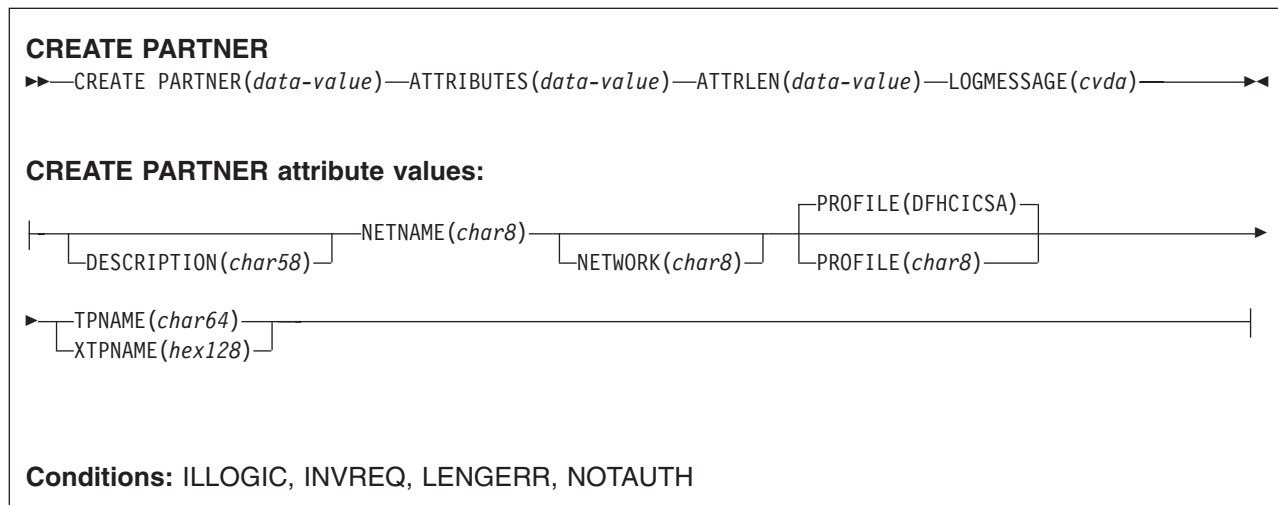 CREATE PARTNER
CREATE PARTNER(data-value) ATTRIBUTES(data-value) ATTRLEN(data-value) LOGMESSAGE(cvda)
CREATE PARTNER attribute values:
PROFILE(DFHCICSA)
NETNAME(char8)
DESCRIPTION(char58) NETWORK(char8) PROFILE(char8)
TPNAME(char64)
XTPNAME(hex128)
Conditions: ILLOGIC, INVREQ, LENGERR, NOTAUTH